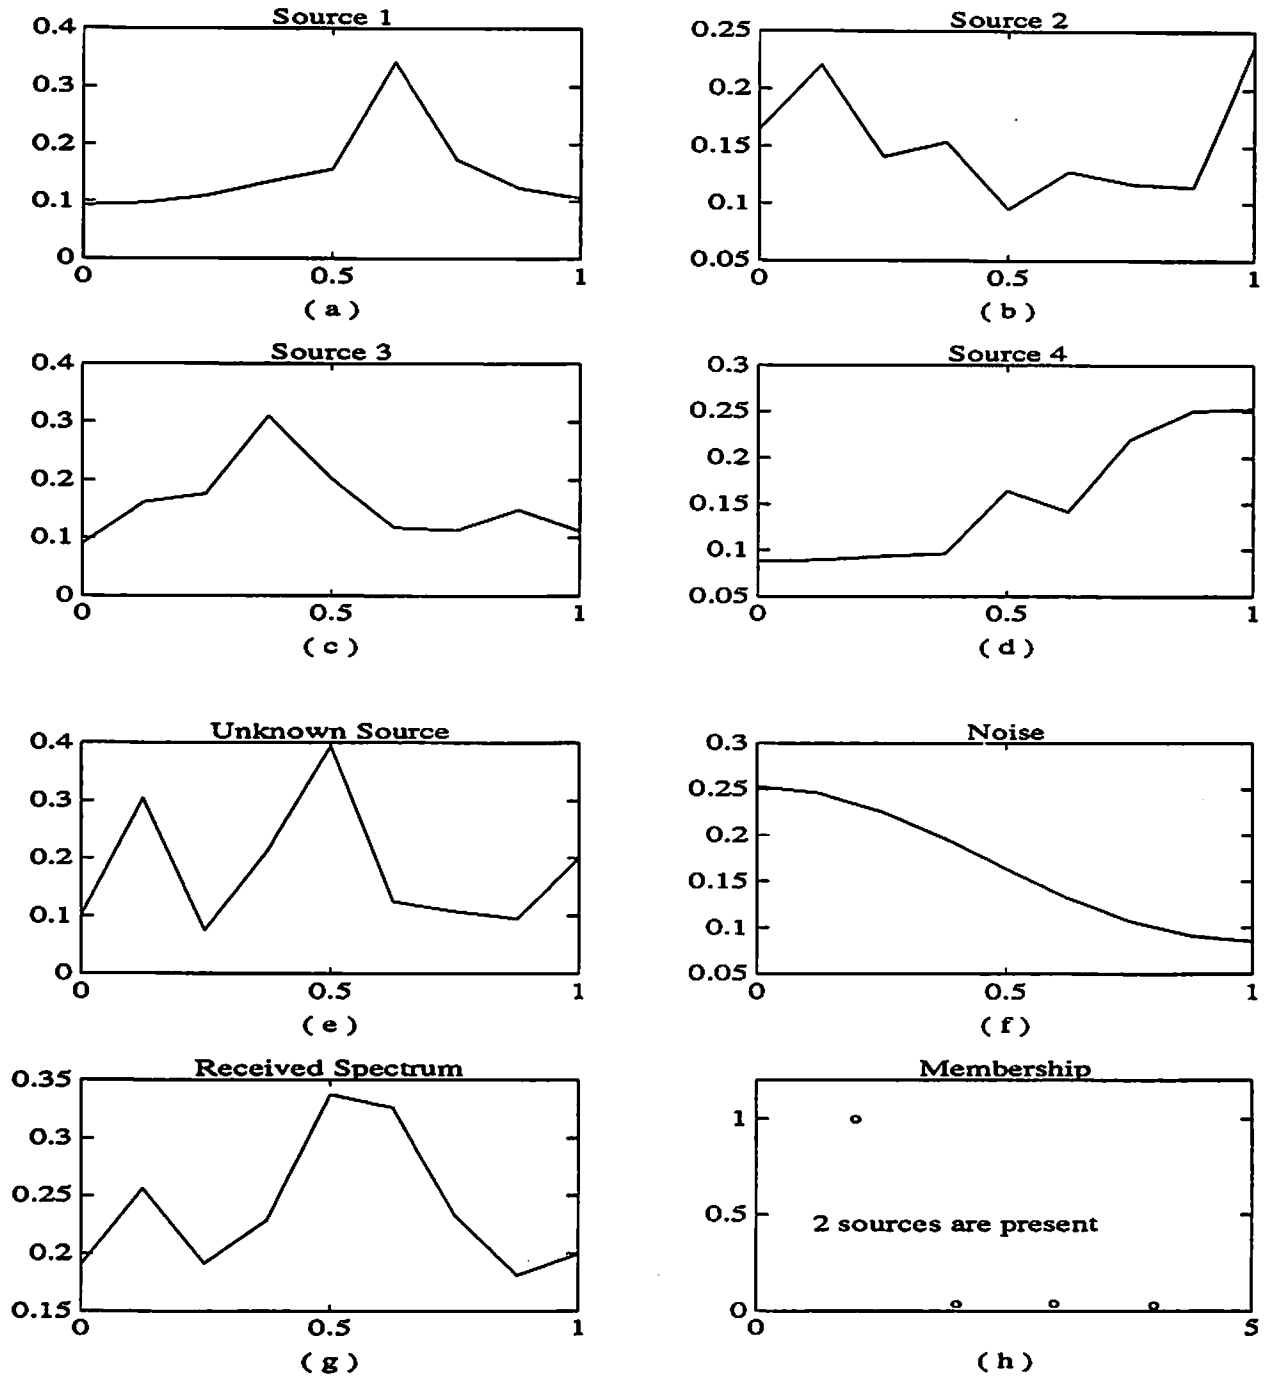 Source 1
0.4
0.3
0.2
0.1
0
0 0.5 1
( a )
Source 2
0.25
0.2
0.15
0.1
0.05
0 0.5 1
( b )
Source 3
0.4
0.3
0.2
0.1
0
0 0.5 1
( c )
Source 4
0.3
0.25
0.2
0.15
0.1
0.05
0 0.5 1
( d )
Unknown Source
0.4
0.3
0.2
0.1
0
0 0.5 1
( e )
Noise
0.3
0.25
0.2
0.15
0.1
0.05
0 0.5 1
( f )
Received Spectrum
0.35
0.3
0.25
0.2
0.15
0 0.5 1
( g )
Membership
1
0.5
2 sources are present
0
0 5
( h )